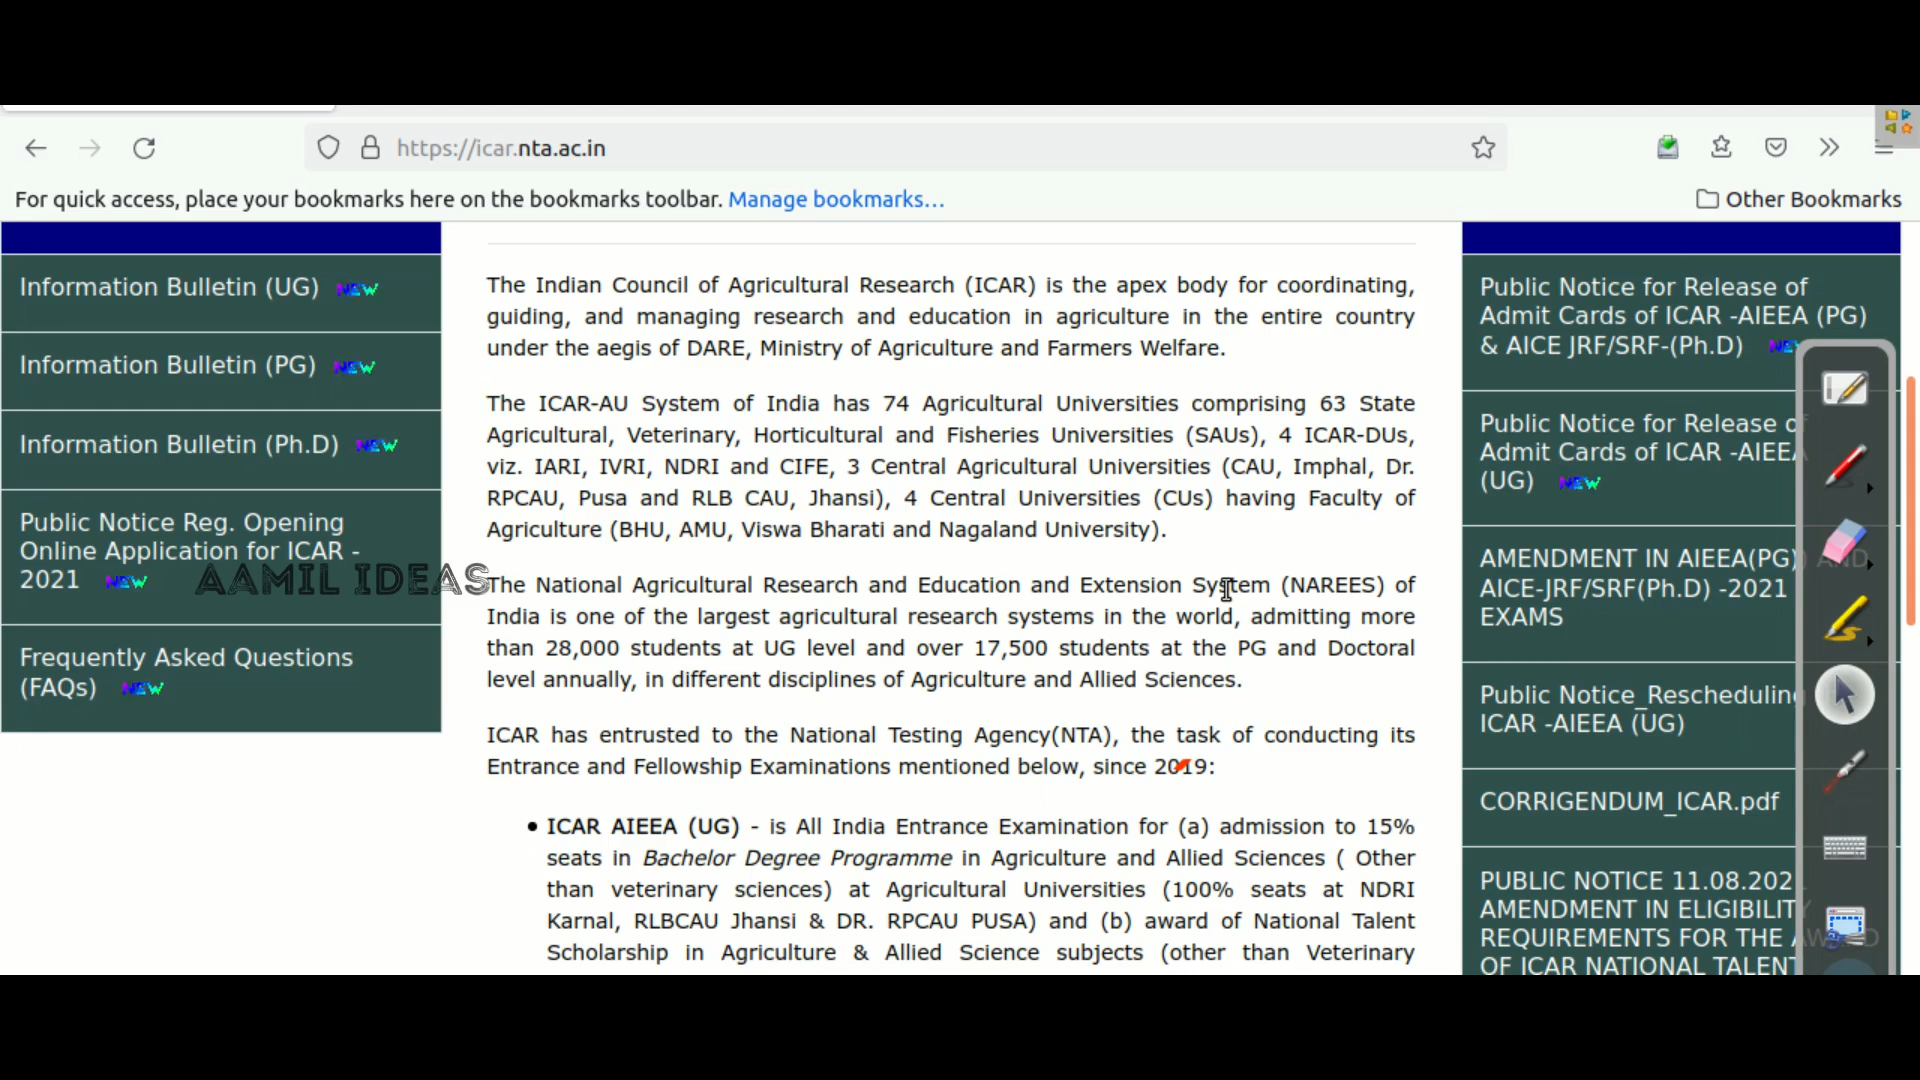 https://icar.nta.ac.in
For quick access, place your bookmarks here on the bookmarks toolbar. Manage bookmarks...
Other Bookmarks
Information Bulletin (UG) NEW
Information Bulletin (PG) NEW
Information Bulletin (Ph.D) NEW
Public Notice Reg. Opening
Online Application for ICAR -
2021 NEW
AAMIL IDEAS
Frequently Asked Questions
(FAQs) NEW
The Indian Council of Agricultural Research (ICAR) is the apex body for coordinating,
guiding, and managing research and education in agriculture in the entire country
under the aegis of DARE, Ministry of Agriculture and Farmers Welfare.
The ICAR-AU System of India has 74 Agricultural Universities comprising 63 State
Agricultural, Veterinary, Horticultural and Fisheries Universities (SAUs), 4 ICAR-DUs,
viz. IARI, IVRI, NDRI and CIFE, 3 Central Agricultural Universities (CAU, Imphal, Dr.
RPCAU, Pusa and RLB CAU, Jhansi), 4 Central Universities (CUs) having Faculty of
Agriculture (BHU, AMU, Viswa Bharati and Nagaland University).
The National Agricultural Research and Education and Extension System (NAREES) of
India is one of the largest agricultural research systems in the world, admitting more
than 28,000 students at UG level and over 17,500 students at the PG and Doctoral
level annually, in different disciplines of Agriculture and Allied Sciences.
ICAR has entrusted to the National Testing Agency(NTA), the task of conducting its
Entrance and Fellowship Examinations mentioned below, since 2019:
● ICAR AIEEA (UG) - is All India Entrance Examination for (a) admission to 15%
seats in Bachelor Degree Programme in Agriculture and Allied Sciences ( Other
than veterinary sciences) at Agricultural Universities (100% seats at NDRI
Karnal, RLBCAU Jhansi & DR. RPCAU PUSA) and (b) award of National Talent
Scholarship in Agriculture & Allied Science subjects (other than Veterinary
Public Notice for Release of
Admit Cards of ICAR -AIEEA (PG)
& AICE JRF/SRF-(Ph.D) NEW
Public Notice for Release of
Admit Cards of ICAR -AIEEA
(UG) NEW
AMENDMENT IN AIEEA(PG) AND
AICE-JRF/SRF(Ph.D) -2021
EXAMS
Public Notice_Rescheduling
ICAR -AIEEA (UG)
CORRIGENDUM_ICAR.pdf
PUBLIC NOTICE 11.08.202
AMENDMENT IN ELIGIBILITY
REQUIREMENTS FOR THE AWARD
OF ICAR NATIONAL TALENT